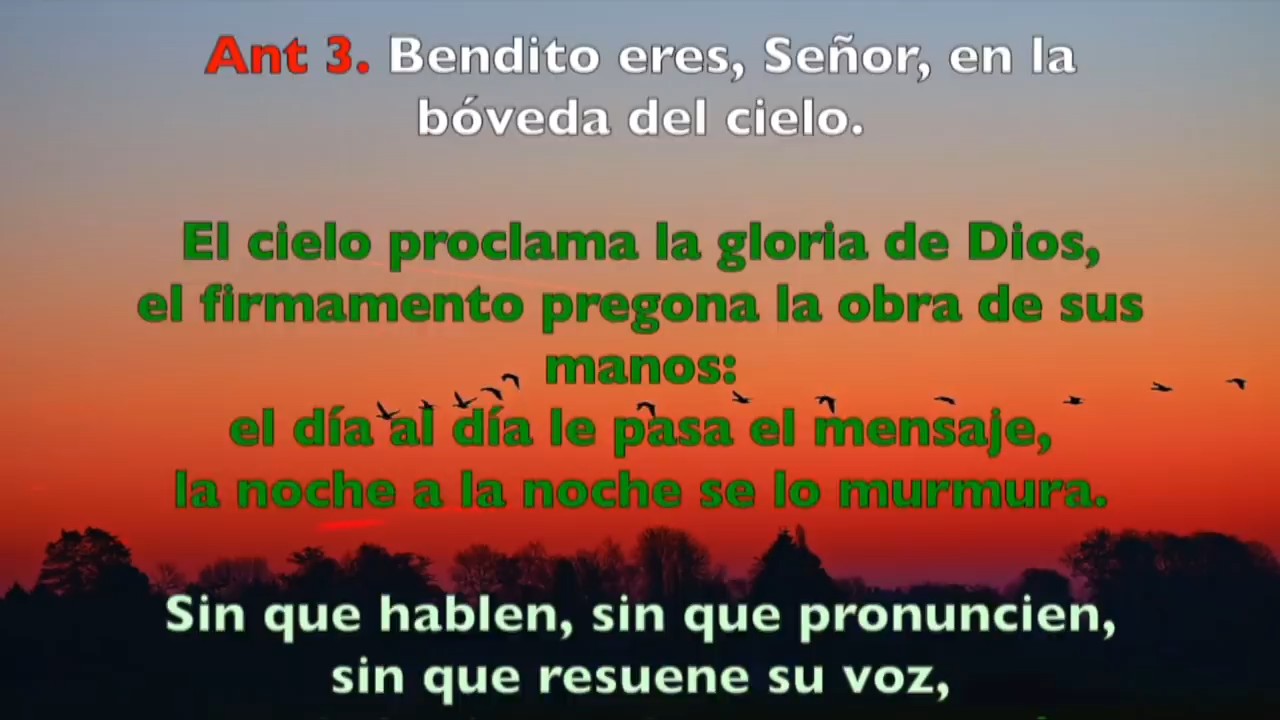 Ant 3. Bendito eres, Señor, en la
bóveda del cielo.
El cielo proclama la gloria de Dios,
el firmamento pregona la obra de sus
manos:
el día al día le pasa el mensaje,
la noche a la noche se lo murmura.
Sin que hablen, sin que pronuncien,
sin que resuene su voz,